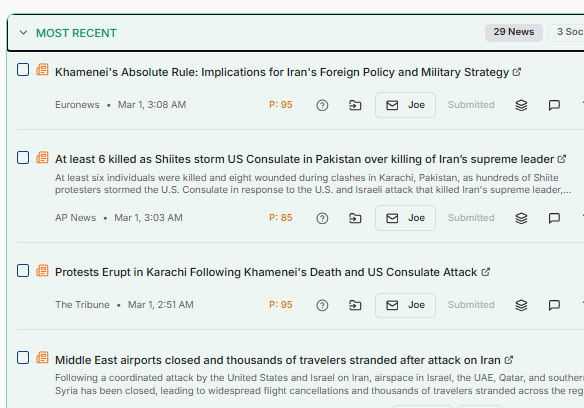 MOST RECENT 29 News 3 Soc
Khamenei's Absolute Rule: Implications for Iran's Foreign Policy and Military Strategy
Euronews • Mar 1, 3:08 AM P: 95 Joe Submitted
At least 6 killed as Shiites storm US Consulate in Pakistan over killing of Iran’s supreme leader
At least six individuals were killed and eight wounded during clashes in Karachi, Pakistan, as hundreds of Shiite
protesters stormed the U.S. Consulate in response to the U.S. and Israeli attack that killed Iran's supreme leader,...
AP News • Mar 1, 3:03 AM P: 85 Joe Submitted
Protests Erupt in Karachi Following Khamenei's Death and US Consulate Attack
The Tribune • Mar 1, 2:51 AM P: 95 Joe Submitted
Middle East airports closed and thousands of travelers stranded after attack on Iran
Following a coordinated attack by the United States and Israel on Iran, airspace in Israel, the UAE, Qatar, and southern
Syria has been closed, leading to widespread flight cancellations and thousands of travelers stranded across the reg